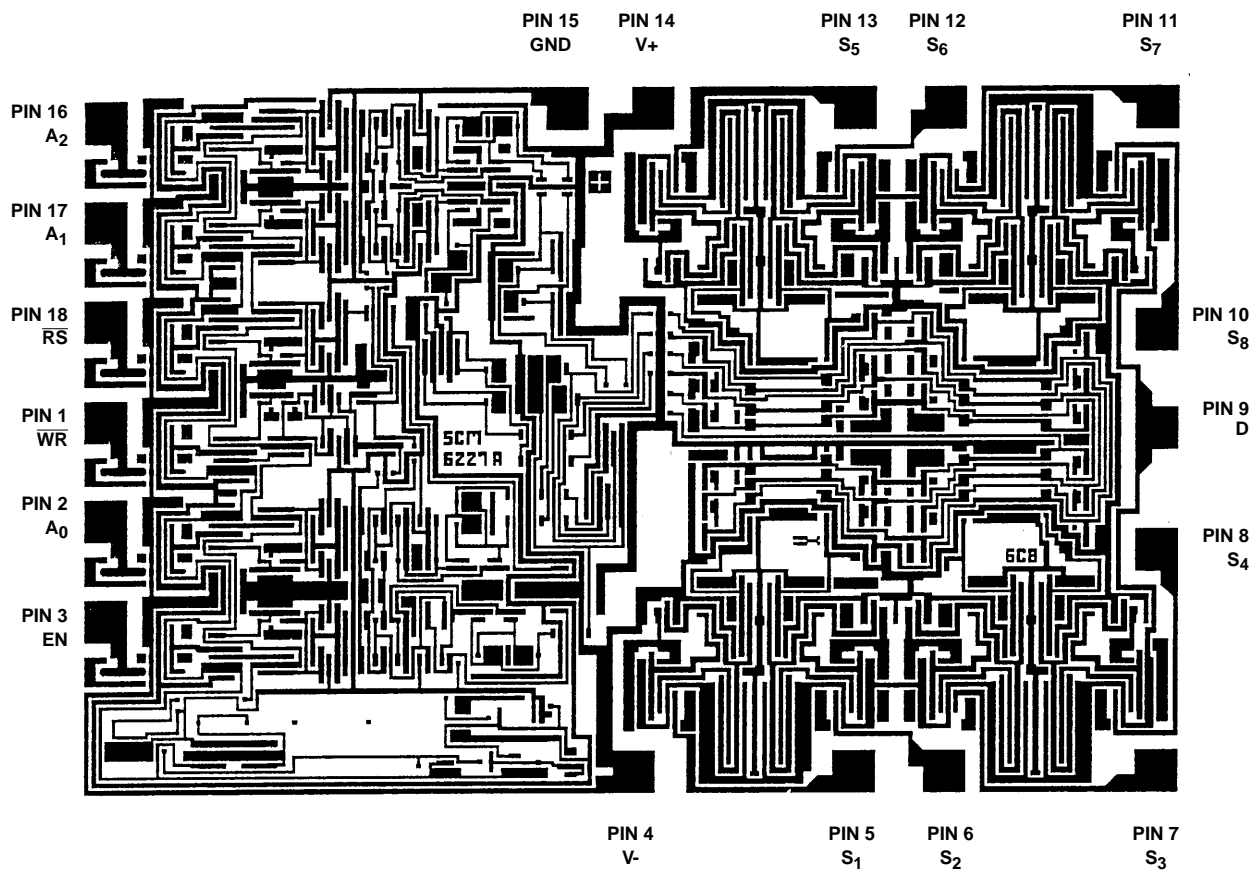 PIN 15 PIN 14 PIN 13 PIN 12 PIN 11
GND V+ S5 S6 S7
PIN 16
A2
PIN 17
A1
PIN 18
RS
PIN 10
S8
PIN 1
WR
PIN 9
D
SCM
6227A
PIN 2
A0
PIN 8
S4
6CB
PIN 3
EN
PIN 4 PIN 5 PIN 6 PIN 7
V- S1 S2 S3